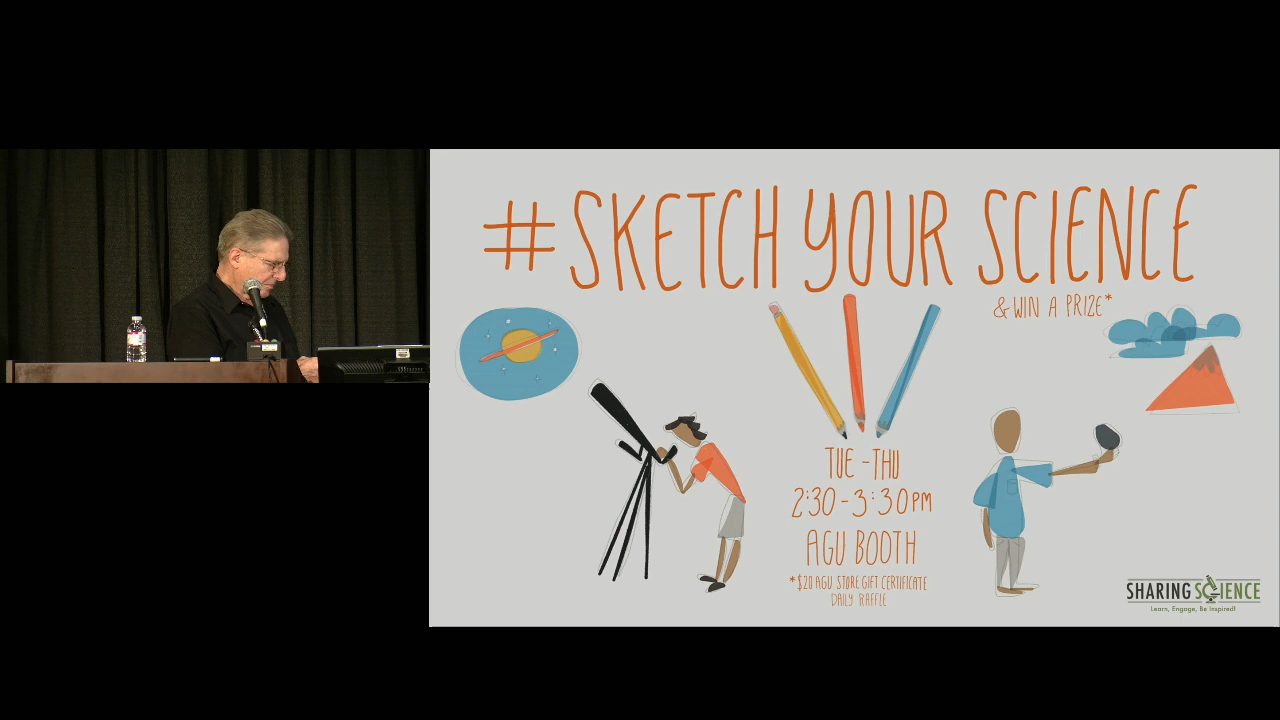 #SKETCH YOUR SCIENCE
& WIN A PRIZE*
TUE - THU
2:30 - 3:30PM
AGU BOOTH
*$20 AGU STORE GIFT CERTIFICATE
DAILY RAFFLE
SHARING SCIENCE
Learn, Engage, Be Inspired!